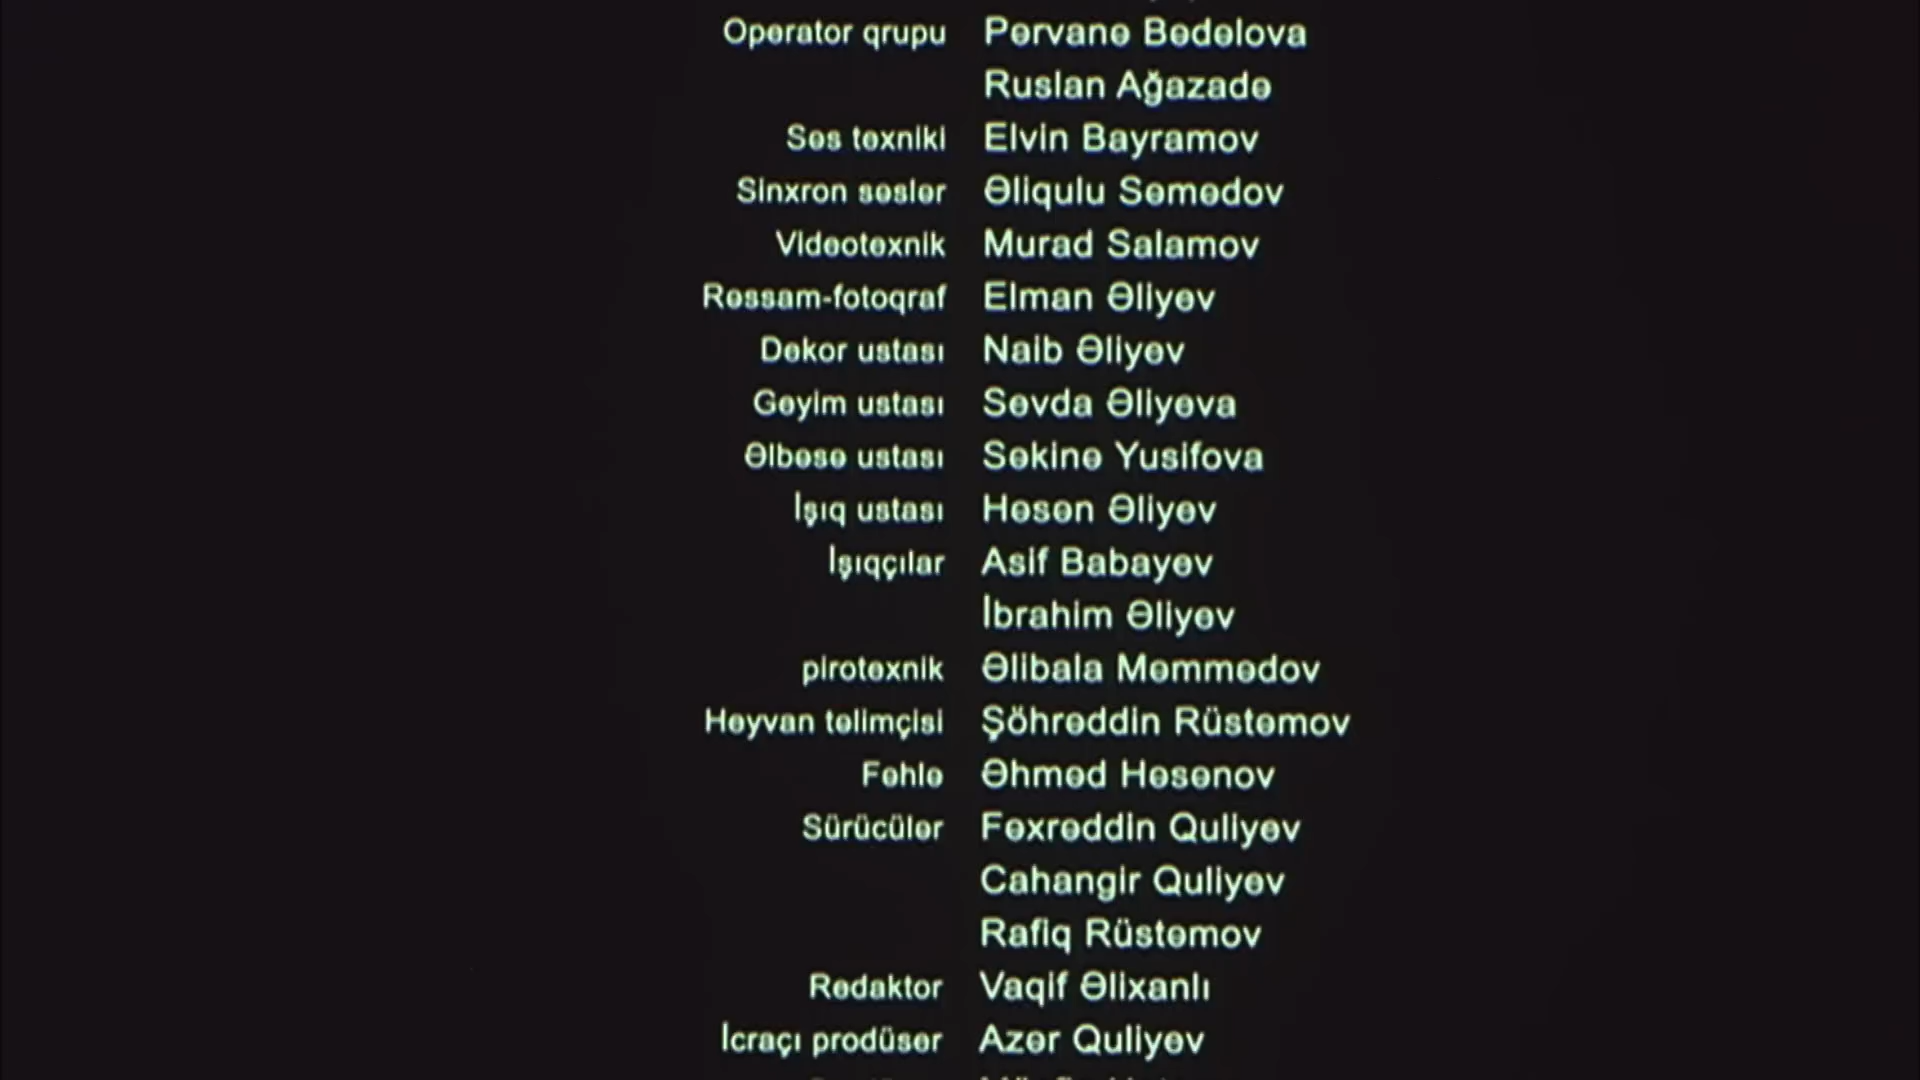 Operator qrupu Pərvanə Bədəlova
Ruslan Ağazadə
Səs texniki Elvin Bayramov
Sinxron səslər Əliqulu Səmədov
Videotexnik Murad Salamov
Rəssam-fotoqraf Elman Əliyev
Dekor ustası Naib Əliyev
Geyim ustası Sevda Əliyeva
Əlbəsə ustası Səkinə Yusifova
İşıq ustası Həsən Əliyev
İşıqçılar Asif Babayev
İbrahim Əliyev
pirotexnik Əlibala Məmmədov
Heyvan təlimçisi Şöhrəddin Rüstəmov
Fəhlə Əhməd Həsənov
Sürücülər Fəxrəddin Quliyev
Cahangir Quliyev
Rafiq Rüstəmov
Redaktor Vaqif Əlixanlı
İcraçı prodüser Azər Quliyev